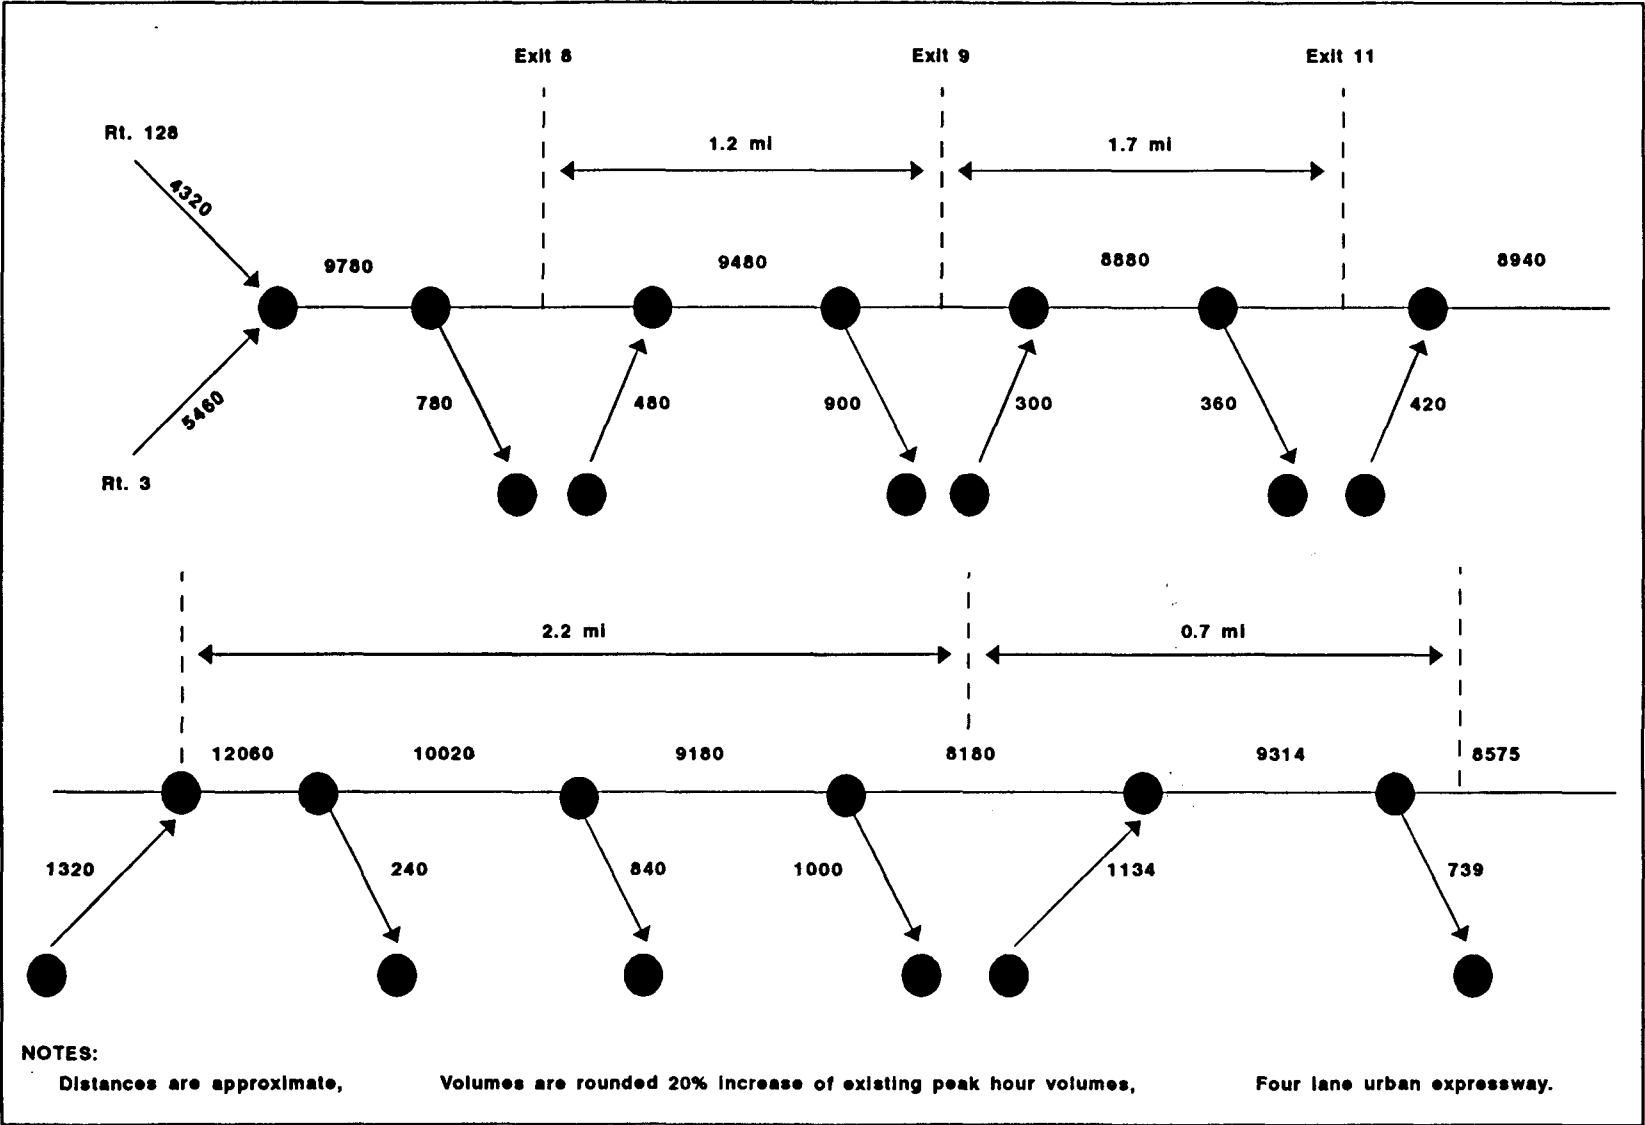 Exit 8
Exit 9
Exit 11
Rt. 128
4320
1.2 mi
1.7 mi
9780
9480
8880
8940
5460
780
480
900
300
360
420
Rt. 3
2.2 mi
0.7 mi
12060
10020
9180
8180
9314
8575
1320
240
840
1000
1134
739
NOTES:
Distances are approximate, Volumes are rounded 20% increase of existing peak hour volumes, Four lane urban expressway.